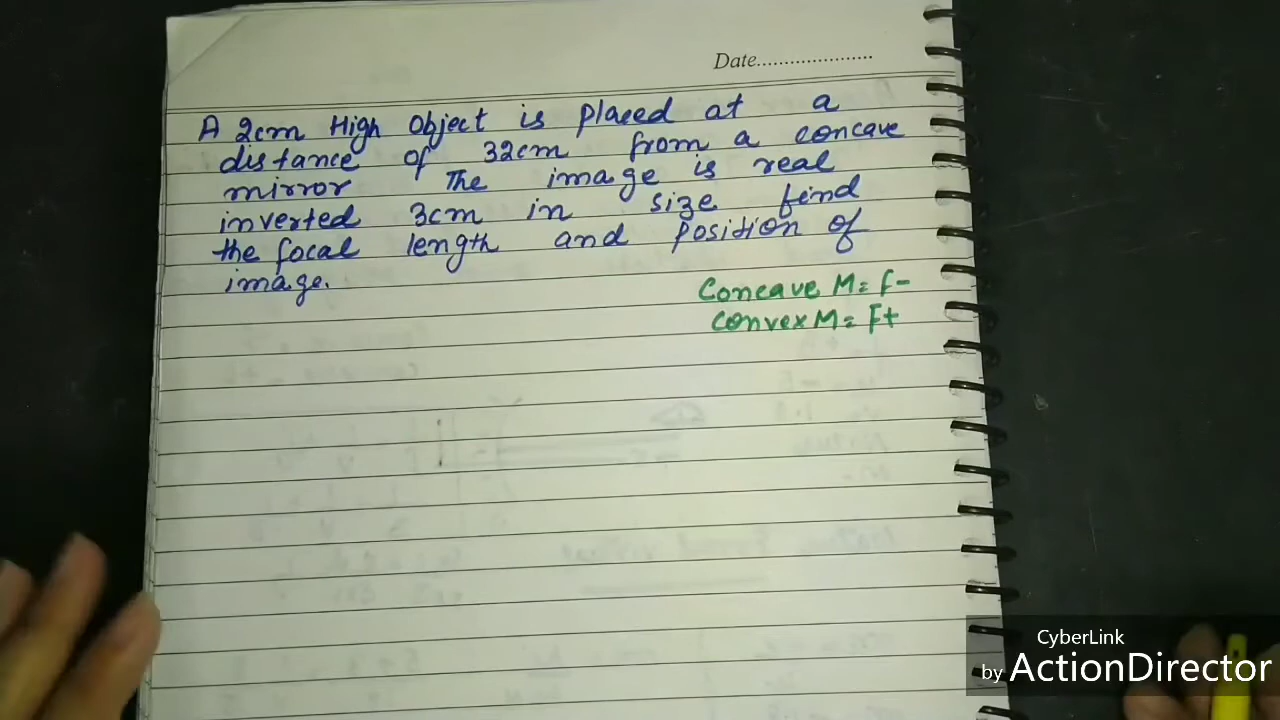 Date.....................
A 2cm High Object is placed at a
distance of 32cm from a concave
mirror The image is real
inverted 3cm in size find
the focal length and position of
image.
Concave M= f-
Convex M= F+
CyberLink
by ActionDirector